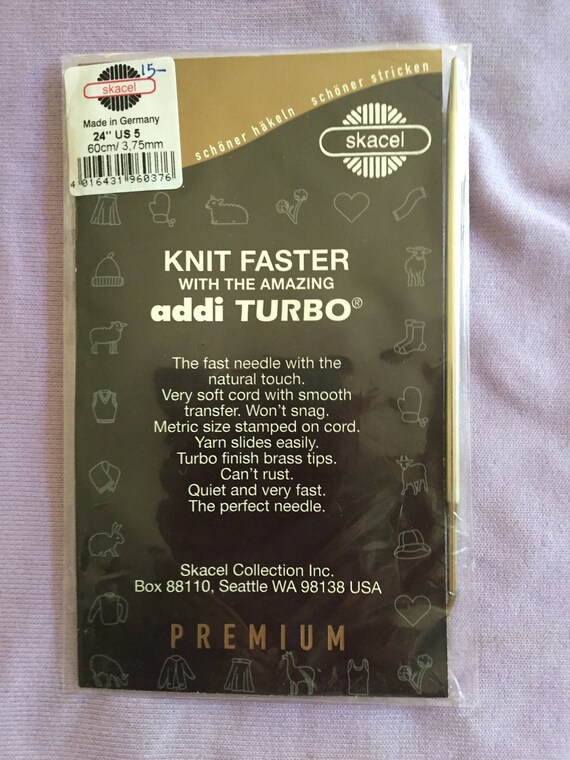 15-
skacel
Made in Germany
24" US 5
60cm/ 3,75mm
4 016431 960376
schöner häkeln schöner stricken
skacel
KNIT FASTER
WITH THE AMAZING
addi TURBO®
The fast needle with the
natural touch.
Very soft cord with smooth
transfer. Won't snag.
Metric size stamped on cord.
Yarn slides easily.
Turbo finish brass tips.
Can't rust.
Quiet and very fast.
The perfect needle.
Skacel Collection Inc.
Box 88110, Seattle WA 98138 USA
PREMIUM